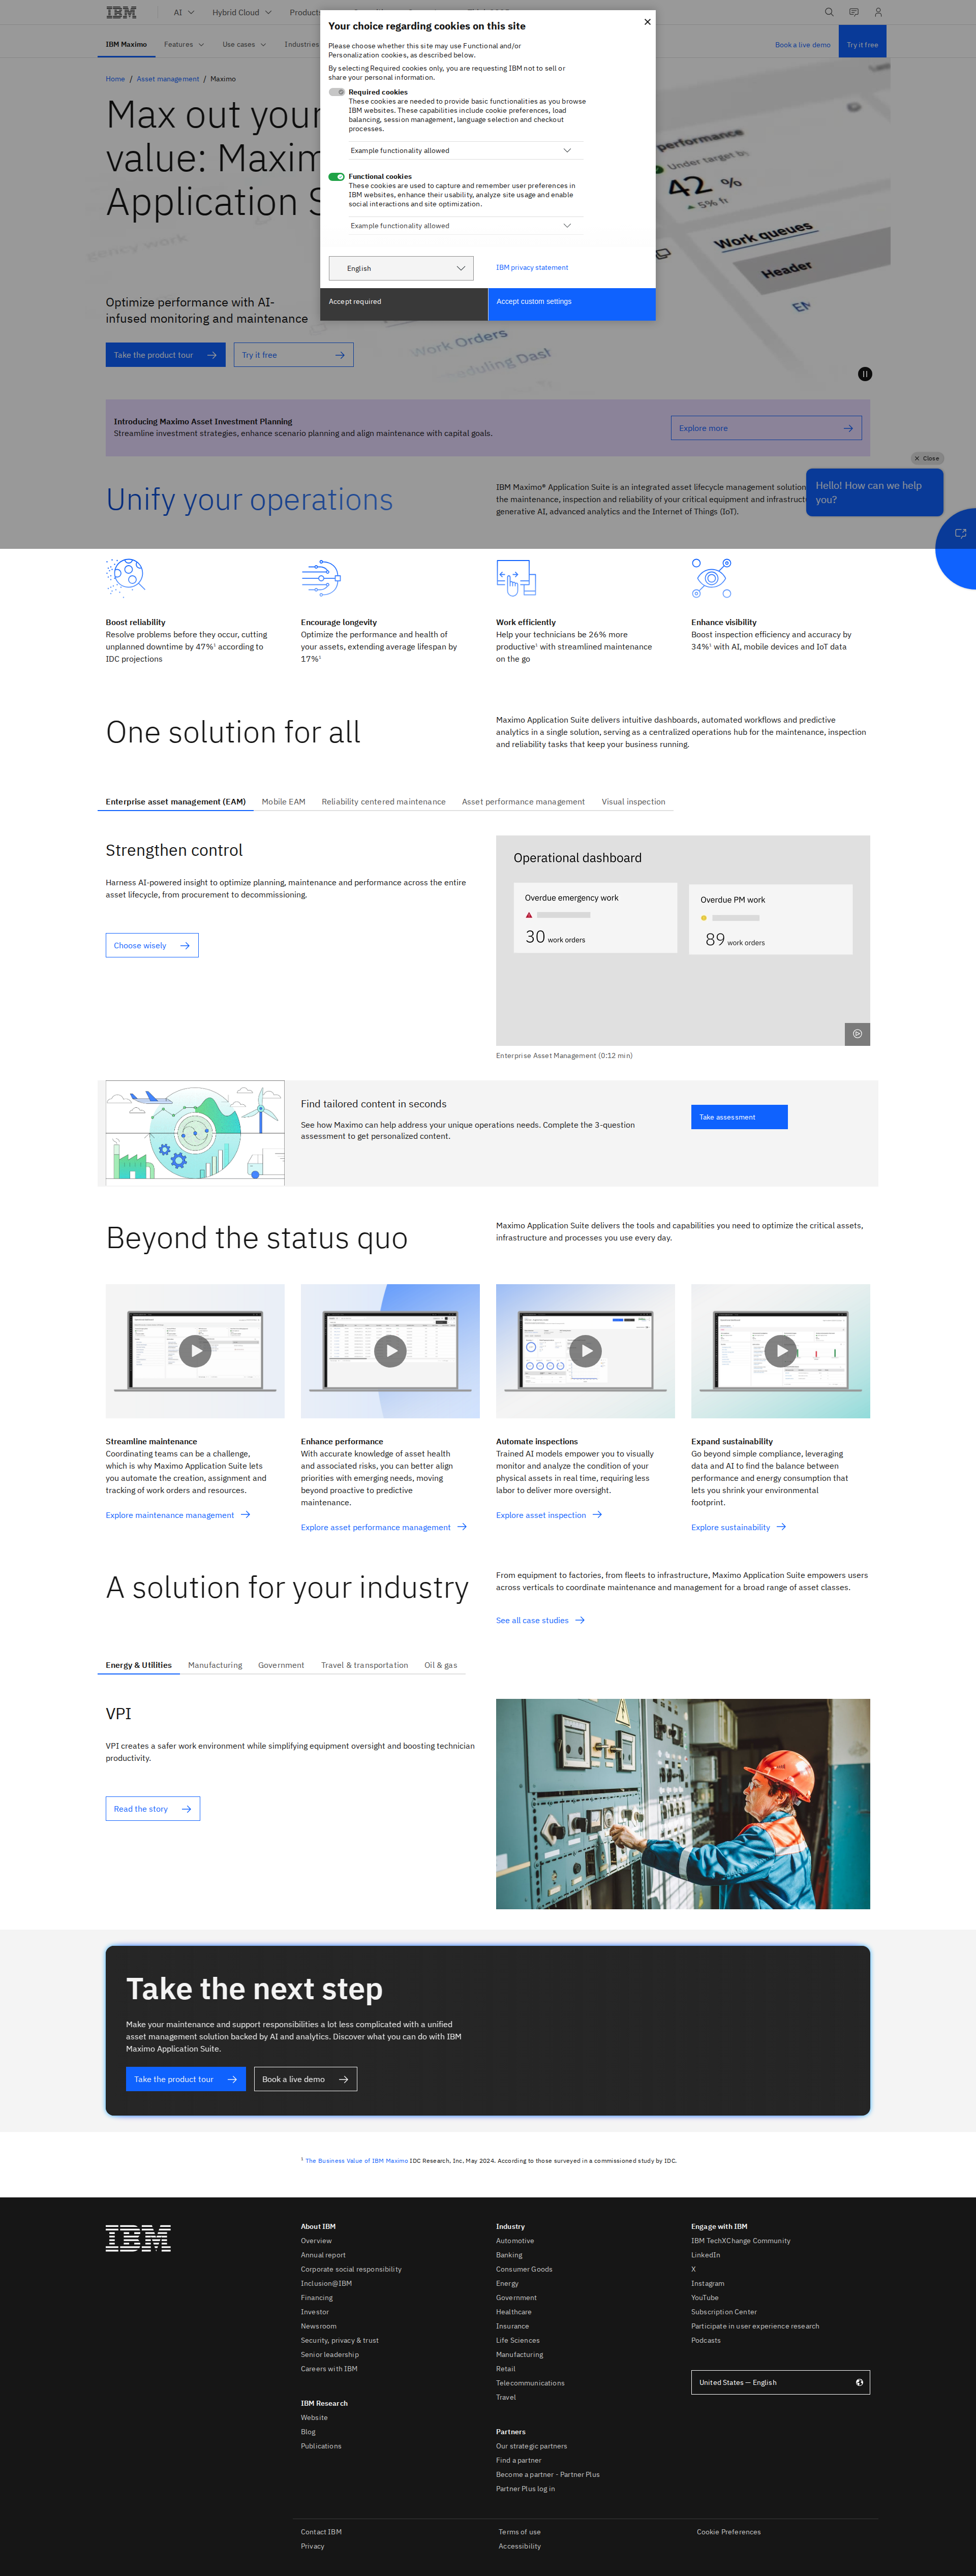 IBM
AI
Hybrid Cloud
IBM Maximo
Features
Use cases
Industries
Book a live demo
Try it free
Home / Asset management / Maximo
Max out your
value: Maximo
Application S
Optimize performance with AI-
infused monitoring and maintenance
Take the product tour
Try it free
Under target by
42 %
5% fr
Work queues
Header
Work Orders
Your choice regarding cookies on this site
Please choose whether this site may use Functional and/or
Personalization cookies, as described below.
By selecting Required cookies only, you are requesting IBM not to sell or
share your personal information.
Required cookies
These cookies are needed to provide basic functionalities as you browse
IBM websites. These capabilities include cookie preferences, load
balancing, session management, language selection and checkout
processes.
Example functionality allowed
Functional cookies
These cookies are used to capture and remember user preferences in
IBM websites, enhance their usability, analyze site usage and enable
social interactions and site optimization.
Example functionality allowed
English
IBM privacy statement
Accept required
Accept custom settings
Introducing Maximo Asset Investment Planning
Streamline investment strategies, enhance scenario planning and align maintenance with capital goals.
Explore more
Close
Hello! How can we help
you?
Unify your operations
IBM Maximo® Application Suite is an integrated asset lifecycle management solution
the maintenance, inspection and reliability of your critical equipment and infrastructu
generative AI, advanced analytics and the Internet of Things (IoT).
Boost reliability
Resolve problems before they occur, cutting
unplanned downtime by 47%¹ according to
IDC projections
Encourage longevity
Optimize the performance and health of
your assets, extending average lifespan by
17%¹
Work efficiently
Help your technicians be 26% more
productive¹ with streamlined maintenance
on the go
Enhance visibility
Boost inspection efficiency and accuracy by
34%¹ with AI, mobile devices and IoT data
One solution for all
Maximo Application Suite delivers intuitive dashboards, automated workflows and predictive
analytics in a single solution, serving as a centralized operations hub for the maintenance, inspection
and reliability tasks that keep your business running.
Enterprise asset management (EAM)
Mobile EAM
Reliability centered maintenance
Asset performance management
Visual inspection
Strengthen control
Harness AI-powered insight to optimize planning, maintenance and performance across the entire
asset lifecycle, from procurement to decommissioning.
Choose wisely
Operational dashboard
Overdue emergency work
30 work orders
Overdue PM work
89 work orders
Enterprise Asset Management (0:12 min)
Find tailored content in seconds
See how Maximo can help address your unique operations needs. Complete the 3-question
assessment to get personalized content.
Take assessment
Beyond the status quo
Maximo Application Suite delivers the tools and capabilities you need to optimize the critical assets,
infrastructure and processes you use every day.
Streamline maintenance
Coordinating teams can be a challenge,
which is why Maximo Application Suite lets
you automate the creation, assignment and
tracking of work orders and resources.
Explore maintenance management
Enhance performance
With accurate knowledge of asset health
and associated risks, you can better align
priorities with emerging needs, moving
beyond proactive to predictive
maintenance.
Explore asset performance management
Automate inspections
Trained AI models empower you to visually
monitor and analyze the condition of your
physical assets in real time, requiring less
labor to deliver more oversight.
Explore asset inspection
Expand sustainability
Go beyond simple compliance, leveraging
data and AI to find the balance between
performance and energy consumption that
lets you shrink your environmental
footprint.
Explore sustainability
A solution for your industry
From equipment to factories, from fleets to infrastructure, Maximo Application Suite empowers users
across verticals to coordinate maintenance and management for a broad range of asset classes.
See all case studies
Energy & Utilities
Manufacturing
Government
Travel & transportation
Oil & gas
VPI
VPI creates a safer work environment while simplifying equipment oversight and boosting technician
productivity.
Read the story
Take the next step
Make your maintenance and support responsibilities a lot less complicated with a unified
asset management solution backed by AI and analytics. Discover what you can do with IBM
Maximo Application Suite.
Take the product tour
Book a live demo
¹ The Business Value of IBM Maximo IDC Research, Inc, May 2024. According to those surveyed in a commissioned study by IDC.
IBM
About IBM
Overview
Annual report
Corporate social responsibility
Inclusion@IBM
Financing
Investor
Newsroom
Security, privacy & trust
Senior leadership
Careers with IBM
IBM Research
Website
Blog
Publications
Industry
Automotive
Banking
Consumer Goods
Energy
Government
Healthcare
Insurance
Life Sciences
Manufacturing
Retail
Telecommunications
Travel
Partners
Our strategic partners
Find a partner
Become a partner - Partner Plus
Partner Plus log in
Engage with IBM
IBM TechXChange Community
LinkedIn
X
Instagram
YouTube
Subscription Center
Participate in user experience research
Podcasts
United States — English
Contact IBM
Privacy
Terms of use
Accessibility
Cookie Preferences